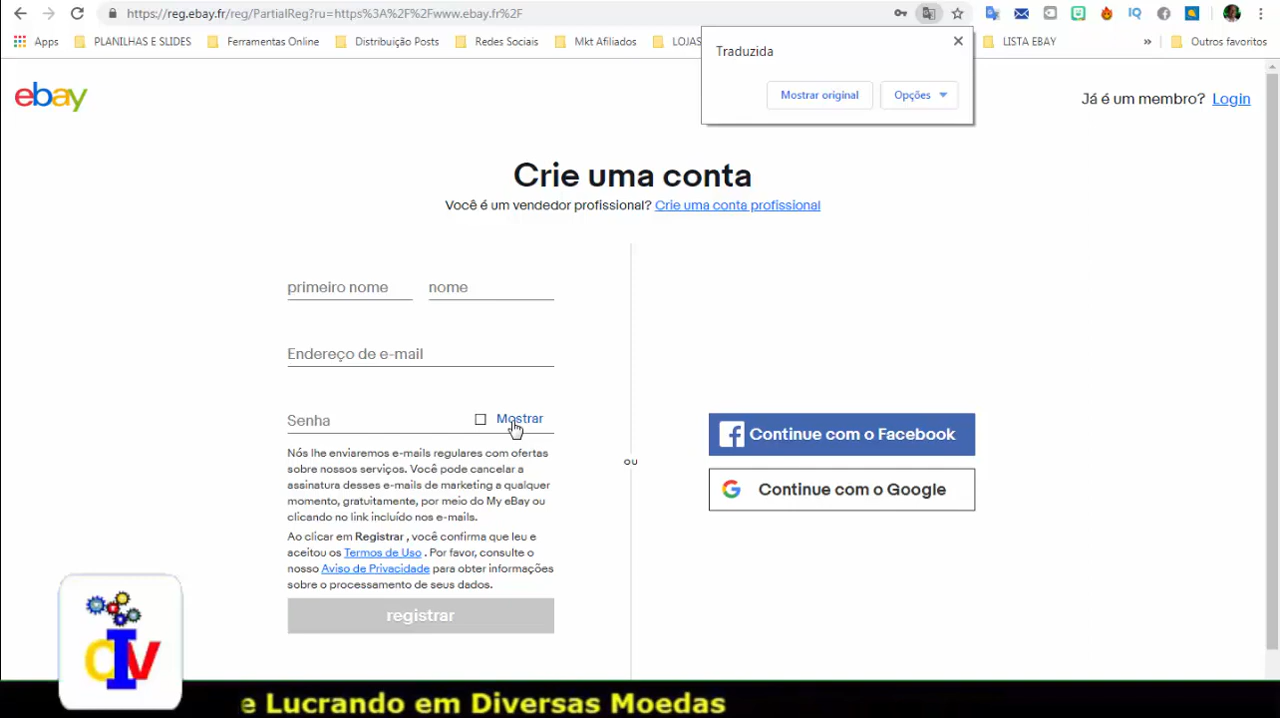 https://reg.ebay.fr/reg/PartialReg?ru=https%3A%2F%2Fwww.ebay.fr%2F
Apps PLANILHAS E SLIDES Ferramentas Online Distribuição Posts Redes Sociais Mkt Afiliados LOJAS LISTA EBAY » Outros favoritos
Traduzida
Mostrar original Opções
ebay
Já é um membro? Login
Crie uma conta
Você é um vendedor profissional? Crie uma conta profissional
primeiro nome nome
Endereço de e-mail
Senha Mostrar
Nós lhe enviaremos e-mails regulares com ofertas
sobre nossos serviços. Você pode cancelar a
assinatura desses e-mails de marketing a qualquer
momento, gratuitamente, por meio do My eBay ou
clicando no link incluído nos e-mails.
Ao clicar em Registrar , você confirma que leu e
aceitou os Termos de Uso . Por favor, consulte o
nosso Aviso de Privacidade para obter informações
sobre o processamento de seus dados.
registrar
ou
Continue com o Facebook
Continue com o Google
dIv
e Lucrando em Diversas Moedas